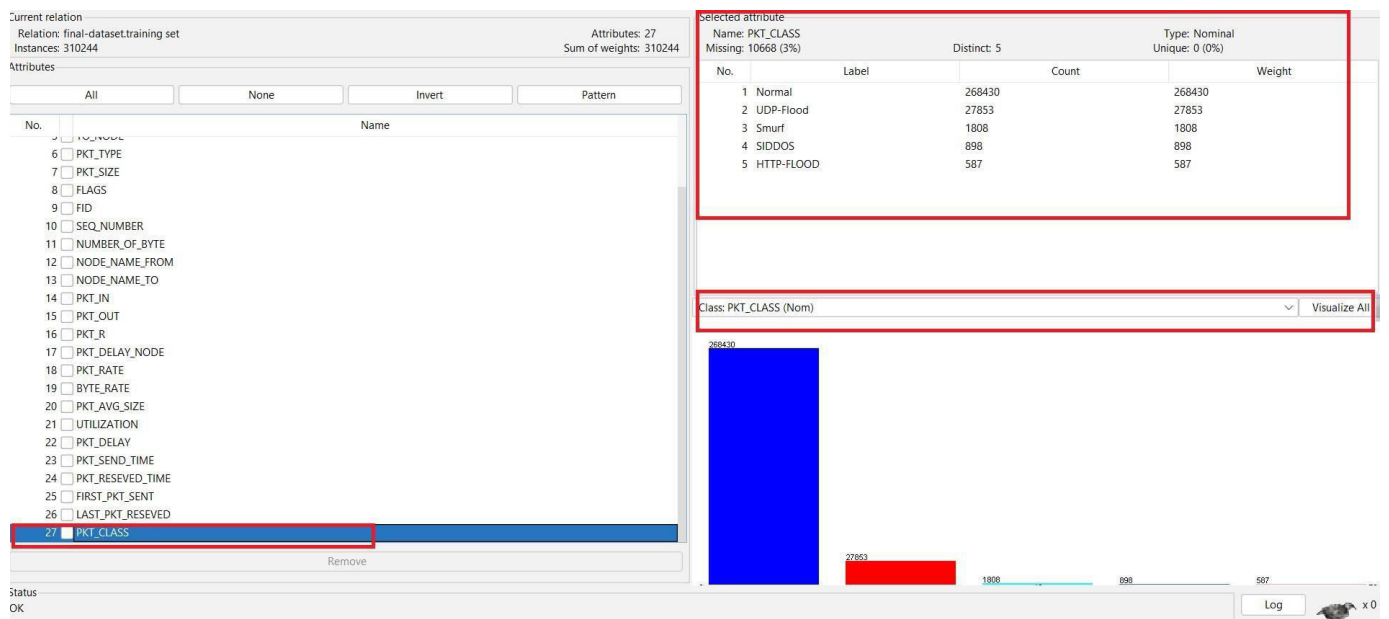 Current relation
Relation: final-dataset.training set
Attributes: 27
Instances: 310244
Sum of weights: 310244
Attributes
All
None
Invert
Pattern
No.
Name
5 TO_NODE
6 PKT_TYPE
7 PKT_SIZE
8 FLAGS
9 FID
10 SEQ_NUMBER
11 NUMBER_OF_BYTE
12 NODE_NAME_FROM
13 NODE_NAME_TO
14 PKT_IN
15 PKT_OUT
16 PKT_R
17 PKT_DELAY_NODE
18 PKT_RATE
19 BYTE_RATE
20 PKT_AVG_SIZE
21 UTILIZATION
22 PKT_DELAY
23 PKT_SEND_TIME
24 PKT_RESEVED_TIME
25 FIRST_PKT_SENT
26 LAST_PKT_RESEVED
27 PKT_CLASS
Remove
Selected attribute
Name: PKT_CLASS
Type: Nominal
Missing: 10668 (3%)
Distinct: 5
Unique: 0 (0%)
No. Label Count Weight
1 Normal 268430 268430
2 UDP-Flood 27853 27853
3 Smurf 1808 1808
4 SIDDOS 898 898
5 HTTP-FLOOD 587 587
Class: PKT_CLASS (Nom)
Visualize All
268430
27853
1808
898
587
Status
OK
Log
x 0